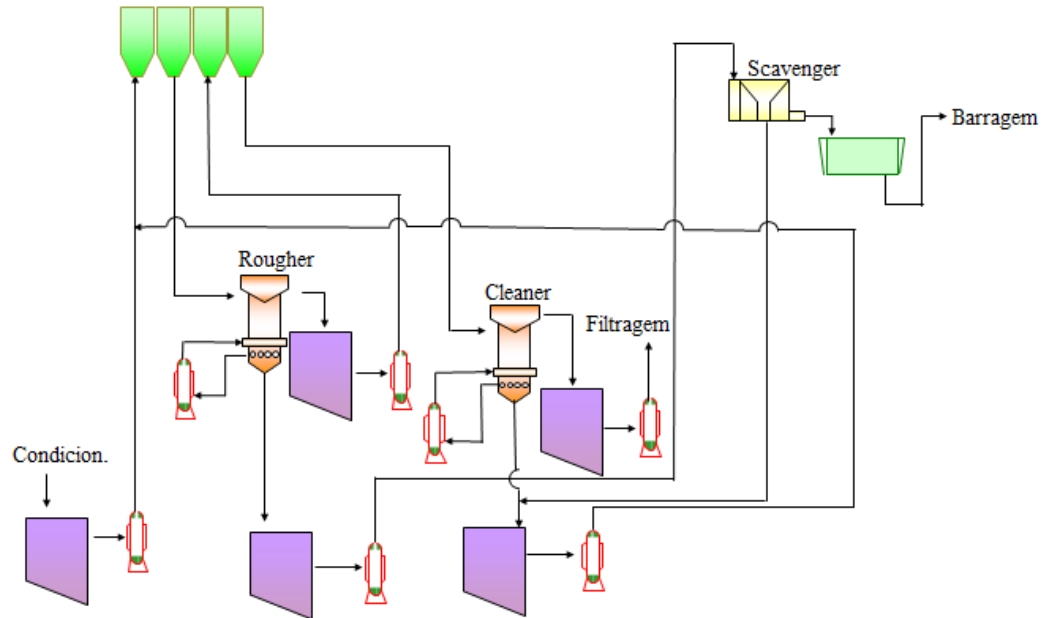 Scavenger
Barragem
Rougher
Cleaner
Filtragem
Condicion.